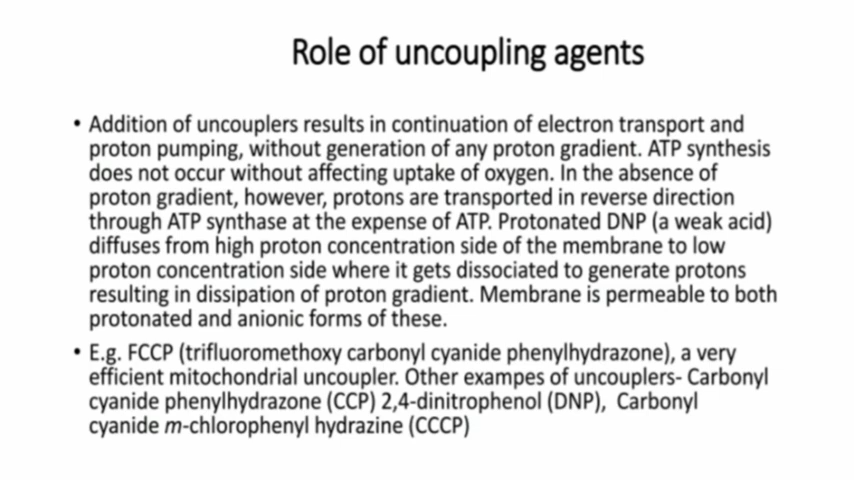 Role of uncoupling agents
• Addition of uncouplers results in continuation of electron transport and
proton pumping, without generation of any proton gradient. ATP synthesis
does not occur without affecting uptake of oxygen. In the absence of
proton gradient, however, protons are transported in reverse direction
through ATP synthase at the expense of ATP. Protonated DNP (a weak acid)
diffuses from high proton concentration side of the membrane to low
proton concentration side where it gets dissociated to generate protons
resulting in dissipation of proton gradient. Membrane is permeable to both
protonated and anionic forms of these.
• E.g. FCCP (trifluoromethoxy carbonyl cyanide phenylhydrazone), a very
efficient mitochondrial uncoupler. Other exampes of uncouplers- Carbonyl
cyanide phenylhydrazone (CCP) 2,4-dinitrophenol (DNP), Carbonyl
cyanide m-chlorophenyl hydrazine (CCCP)